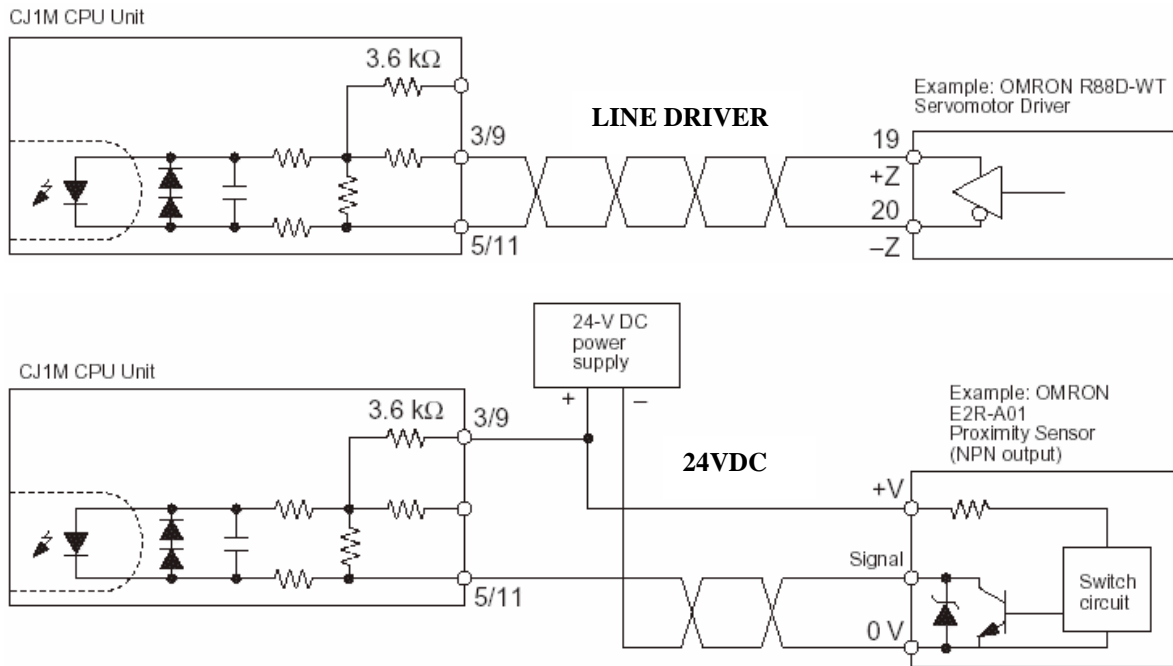 CJ1M CPU Unit
3.6 kΩ
3/9
LINE DRIVER
5/11
Example: OMRON R88D-WT
Servomotor Driver
19
+Z
20
–Z
24-V DC
power
supply
+
–
CJ1M CPU Unit
3.6 kΩ
3/9
24VDC
5/11
Example: OMRON
E2R-A01
Proximity Sensor
(NPN output)
+V
Signal
0 V
Switch
circuit